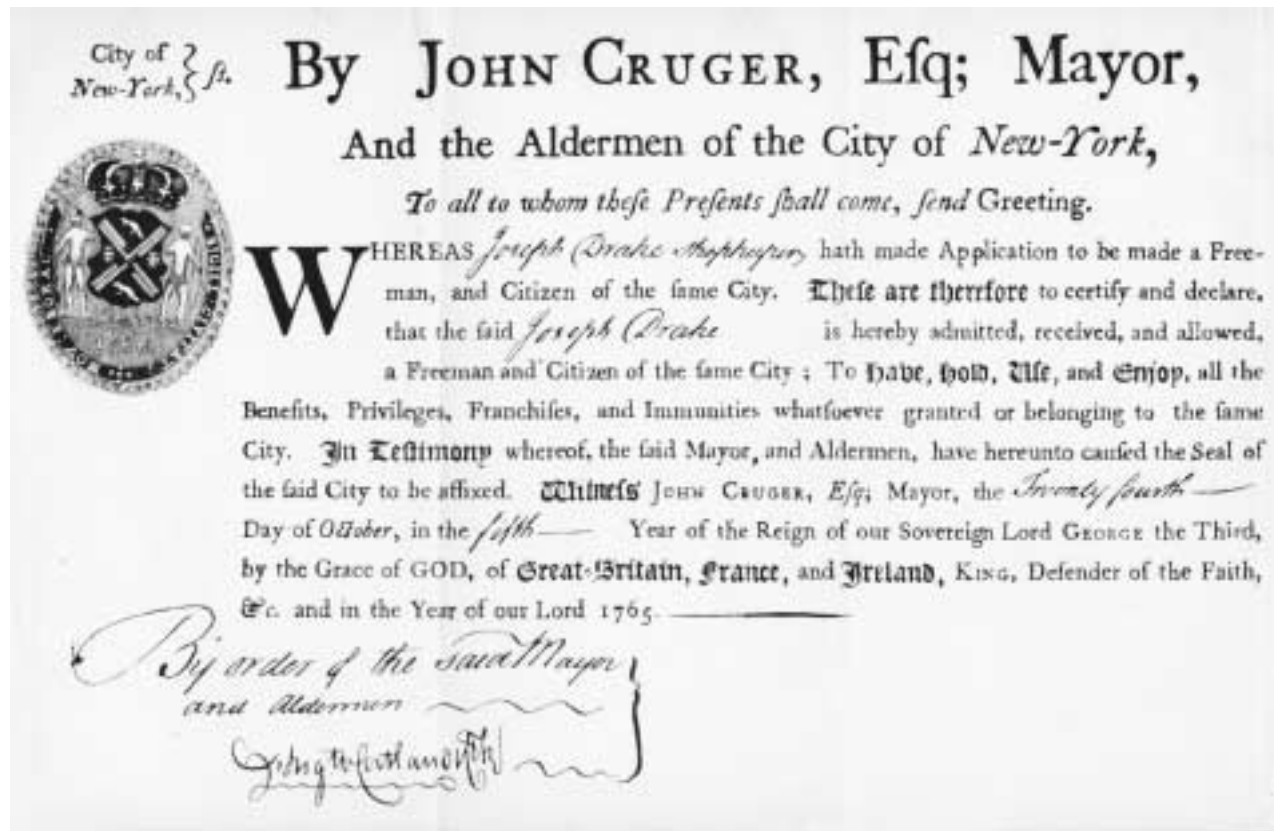 City of
New-York, } ſs.
By JOHN CRUGER, Eſq; Mayor,
And the Aldermen of the City of New-York,
To all to whom theſe Preſents ſhall come, ſend Greeting.
WHEREAS Joseph Drake hath made Application to be made a Free-
man, and Citizen of the ſame City. Theſe are therefore to certify and declare,
that the ſaid Joseph Drake is hereby admitted, received, and allowed,
a Freeman and Citizen of the ſame City; To Have, Hold, Uſe, and Enjoy, all the
Benefits, Privileges, Franchiſes, and Immunities whatſoever granted or belonging to the ſame
City. In Teſtimony whereof, the ſaid Mayor, and Aldermen, have hereunto cauſed the Seal of
the ſaid City to be affixed. Witneſs JOHN CRUGER, Eſq; Mayor, the Twenty fourth
Day of October, in the fifth Year of the Reign of our Sovereign Lord GEORGE the Third,
by the Grace of GOD, of Great-Britain, France, and Ireland, KING, Defender of the Faith,
&c. and in the Year of our Lord 1765.
By order of the Said Mayor
and Aldermen